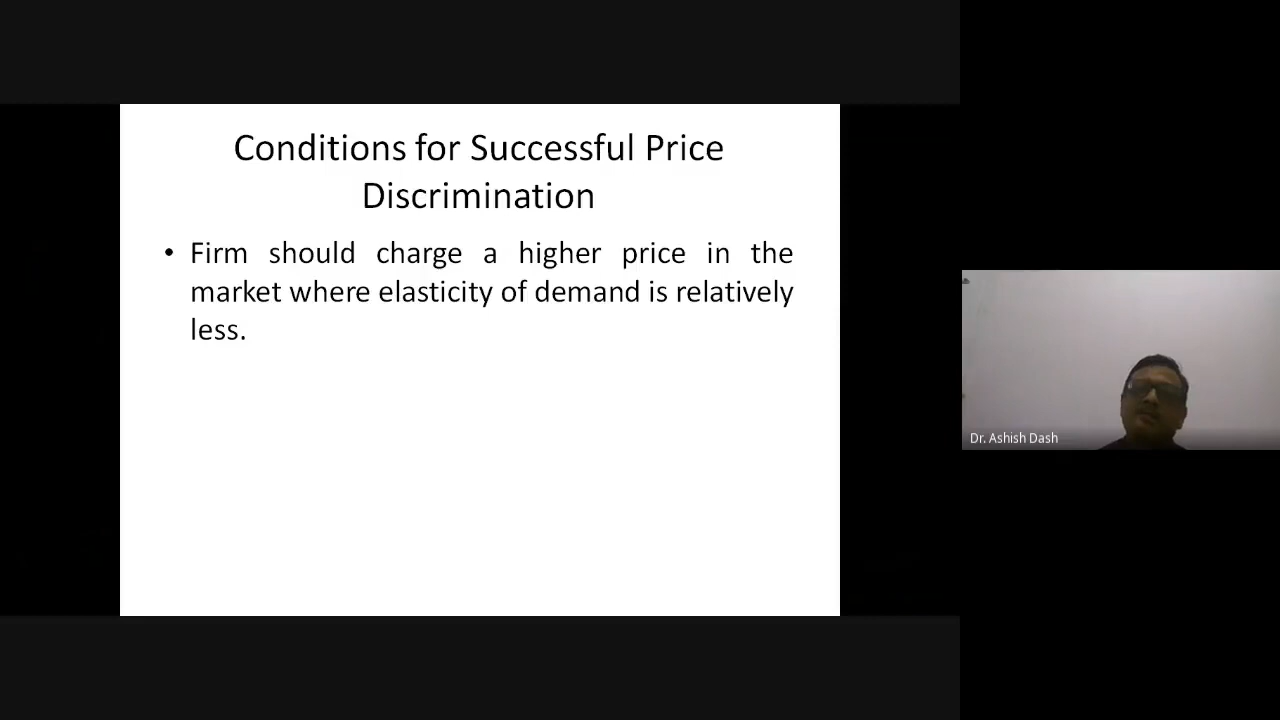 Conditions for Successful Price
Discrimination
• Firm should charge a higher price in the
market where elasticity of demand is relatively
less.
Dr. Ashish Dash